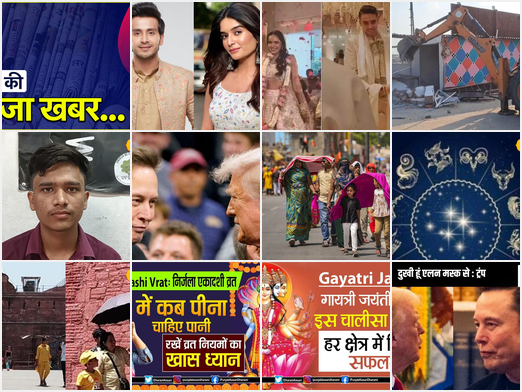 की
जा खबर...
ashi Vrat: निर्जला एकादशी व्रत
में कब पीना
चाहिए पानी
रखें व्रत नियमों का
खास ध्यान
Gayatri Ja
गायत्री जयंती
इस चालीसा
हर क्षेत्र में
सफल
दुखी हूं एलन मस्क से : ट्रंप